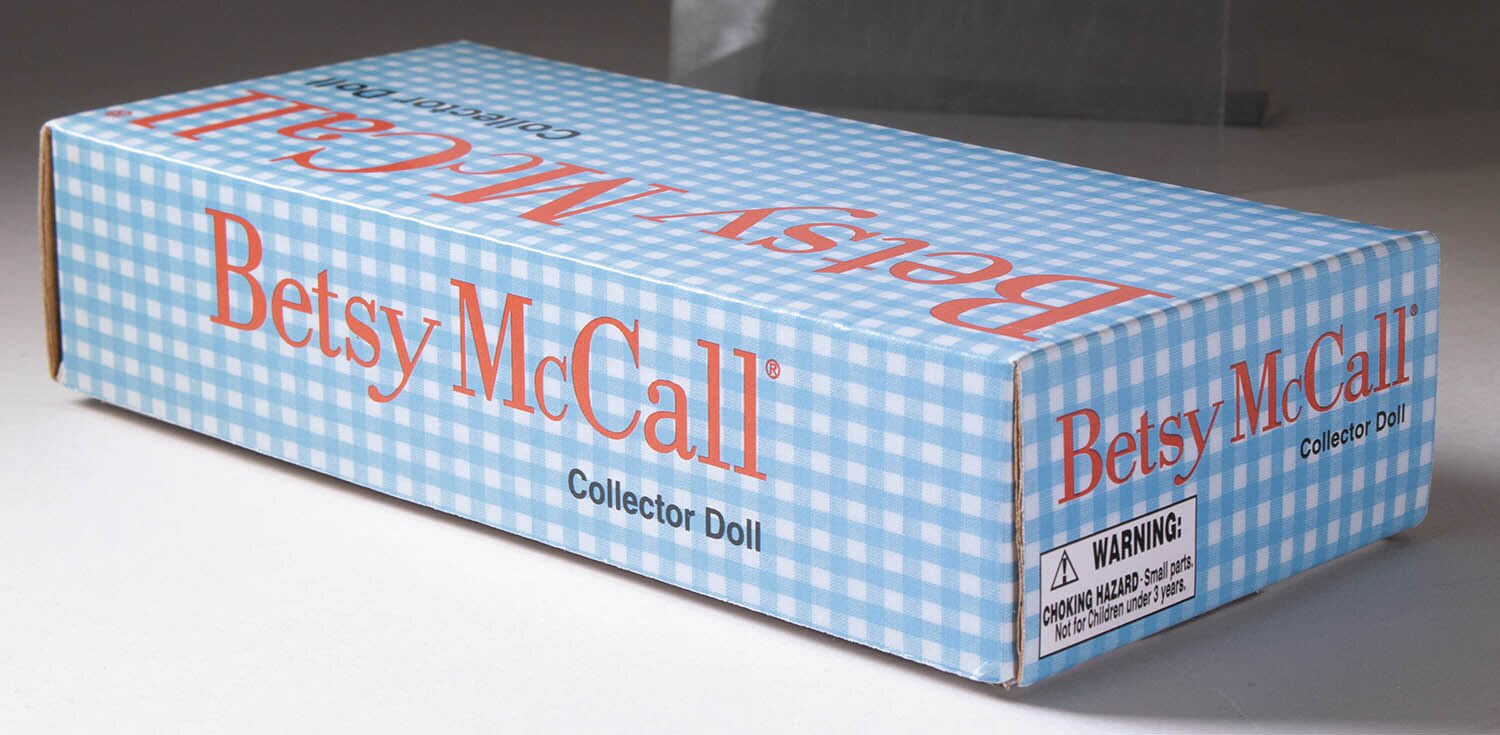 Betsy McCall®
Collector Doll
Betsy McCall®
Collector Doll
Betsy McCall®
Collector Doll
WARNING:
CHOKING HAZARD - Small parts.
Not for Children under 3 years.